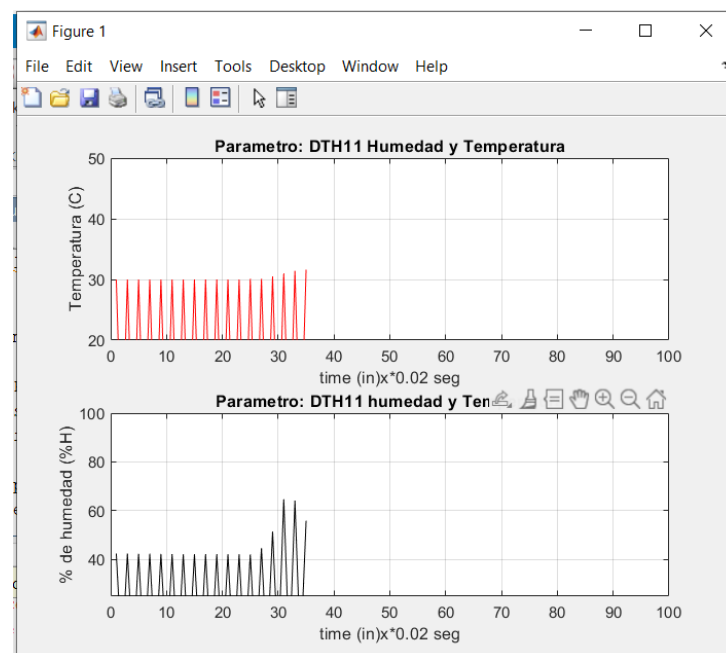 Figure 1
File Edit View Insert Tools Desktop Window Help
Parametro: DTH11 Humedad y Temperatura
Temperatura (C)
50
40
30
20
0 10 20 30 40 50 60 70 80 90 100
time (in)x*0.02 seg
Parametro: DTH11 humedad y Ten
% de humedad (%H)
100
80
60
40
0 10 20 30 40 50 60 70 80 90 100
time (in)x*0.02 seg